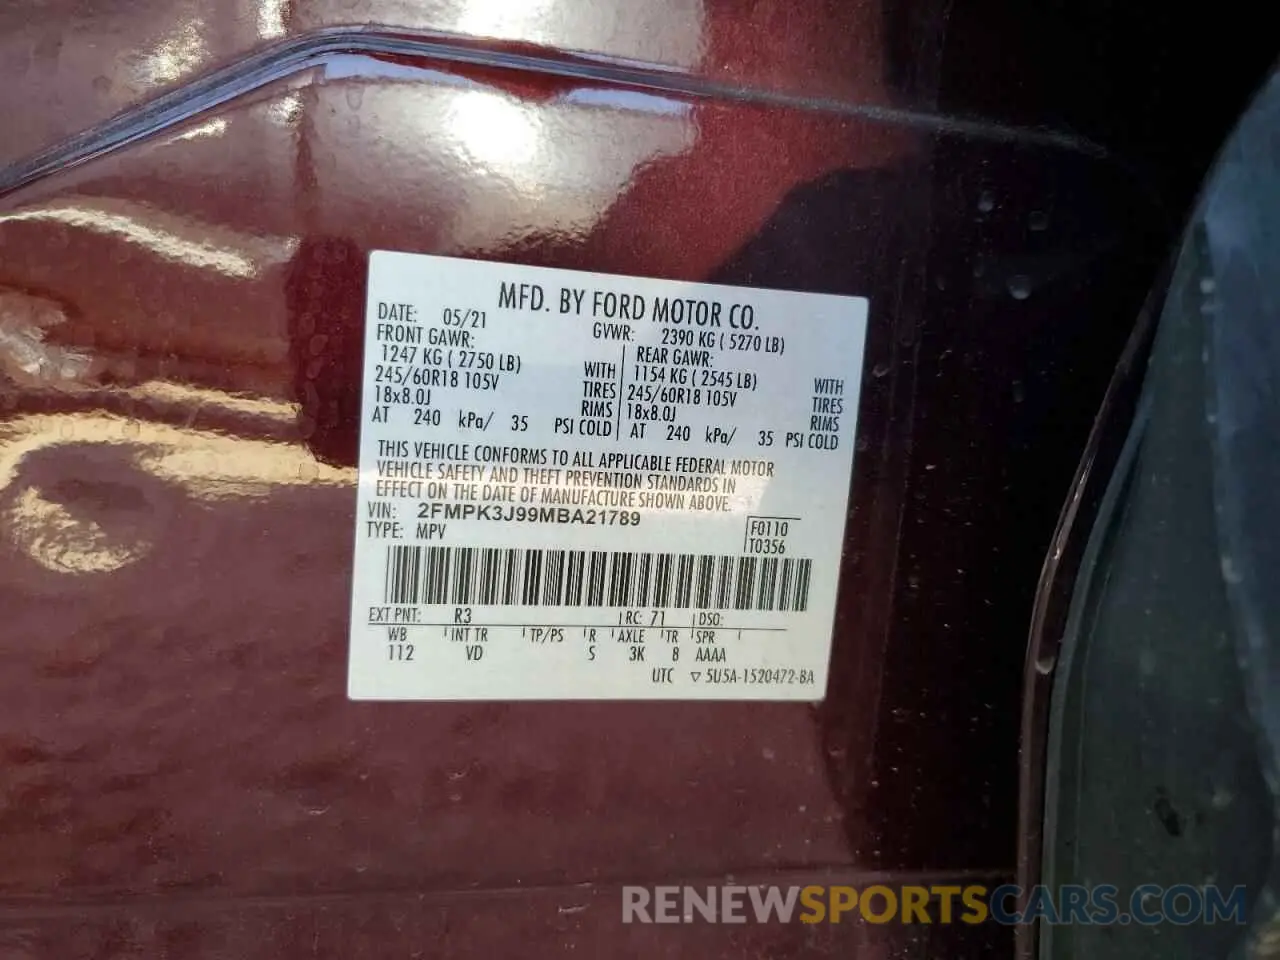 MFD. BY FORD MOTOR CO.
DATE: 05/21 GVWR: 2390 KG ( 5270 LB)
FRONT GAWR: REAR GAWR:
1247 KG ( 2750 LB) WITH 1154 KG ( 2545 LB) WITH
245/60R18 105V TIRES 245/60R18 105V TIRES
18x8.0J RIMS 18x8.0J RIMS
AT 240 kPa/ 35 PSI COLD AT 240 kPa/ 35 PSI COLD
THIS VEHICLE CONFORMS TO ALL APPLICABLE FEDERAL MOTOR
VEHICLE SAFETY AND THEFT PREVENTION STANDARDS IN
EFFECT ON THE DATE OF MANUFACTURE SHOWN ABOVE.
VIN: 2FMPK3J99MBA21789 F0110
TYPE: MPV T0356
EXT PNT: R3 RC: 71 DSO:
WB INT TR TP/PS R AXLE TR SPR
112 VD S 3K 8 AAAA
UTC ▽ 5U5A-1520472-BA
RENEWSPORTSCARS.COM